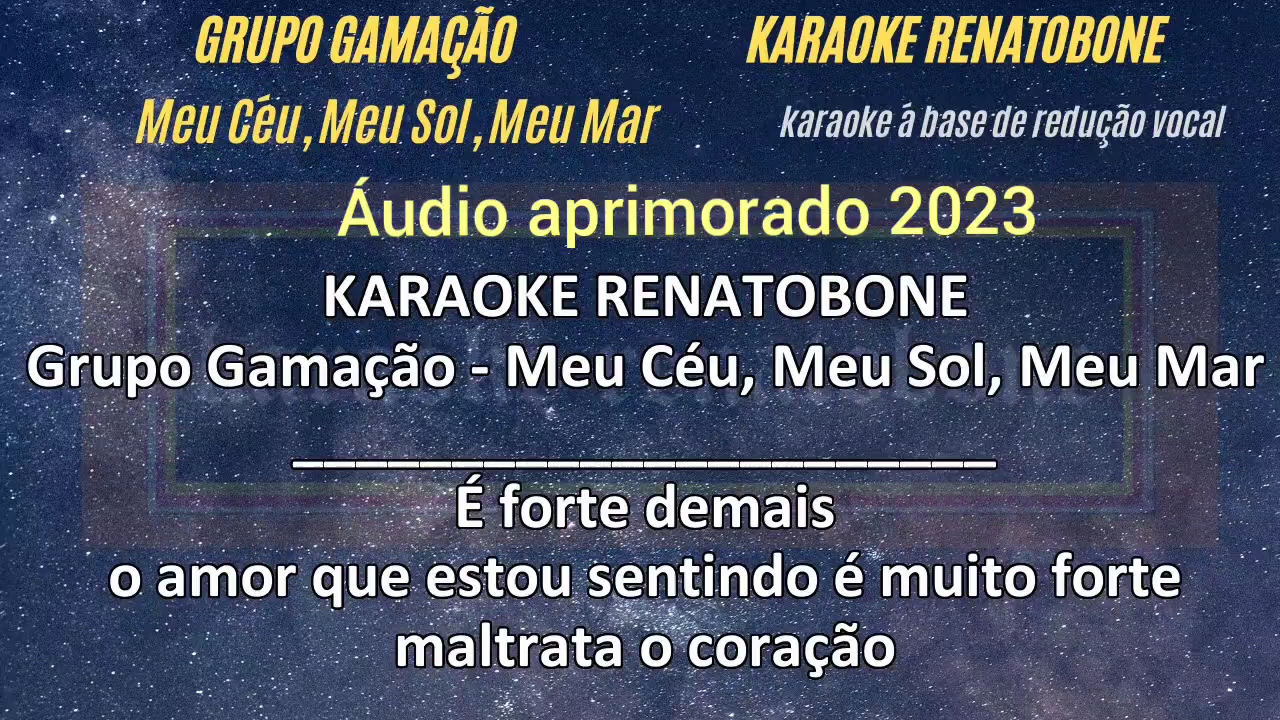 GRUPO GAMAÇÃO
KARAOKE RENATOBONE
Meu Céu, Meu Sol, Meu Mar
karaoke á base de redução vocal
Áudio aprimorado 2023
KARAOKE RENATOBONE
Grupo Gamação - Meu Céu, Meu Sol, Meu Mar
______________________
É forte demais
o amor que estou sentindo é muito forte
maltrata o coração